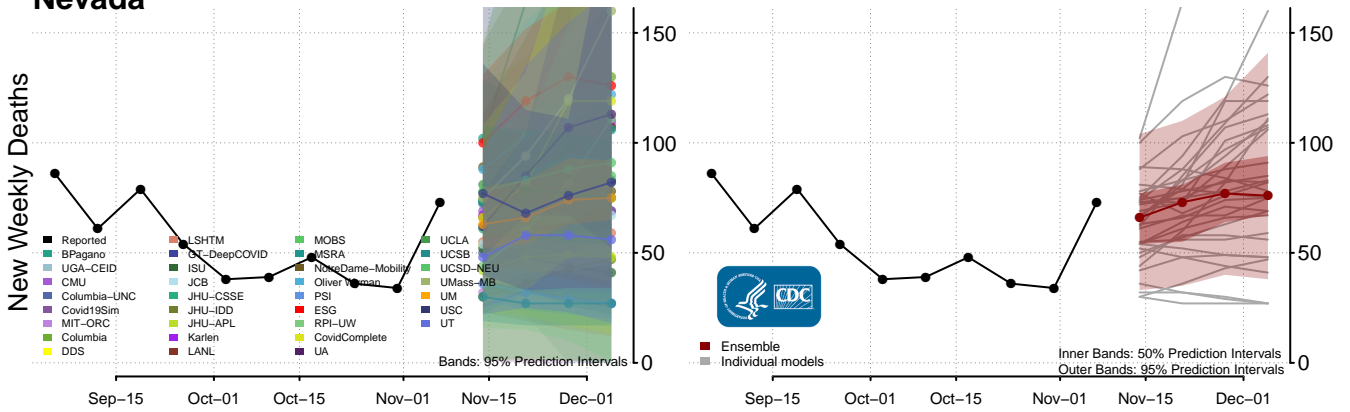 Nevada
New Weekly Deaths
150
100
50
0
Reported
BPagano
UGA−CEID
CMU
Columbia−UNC
Covid19Sim
MIT−ORC
Columbia
DDS
LSHTM
GT−DeepCOVID
ISU
JCB
JHU−CSSE
JHU−IDD
JHU−APL
Karlen
LANL
MOBS
MSRA
NotreDame−Mobility
Oliver Wyman
PSI
ESG
RPI−UW
CovidComplete
UA
UCLA
UCSB
UCSD−NEU
UMass−MB
UM
USC
UT
Bands: 95% Prediction Intervals
Sep−15
Oct−01
Oct−15
Nov−01
Nov−15
Dec−01
150
100
50
0
CDC
Ensemble
Individual models
Inner Bands: 50% Prediction Intervals
Outer Bands: 95% Prediction Intervals
Sep−15
Oct−01
Oct−15
Nov−01
Nov−15
Dec−01